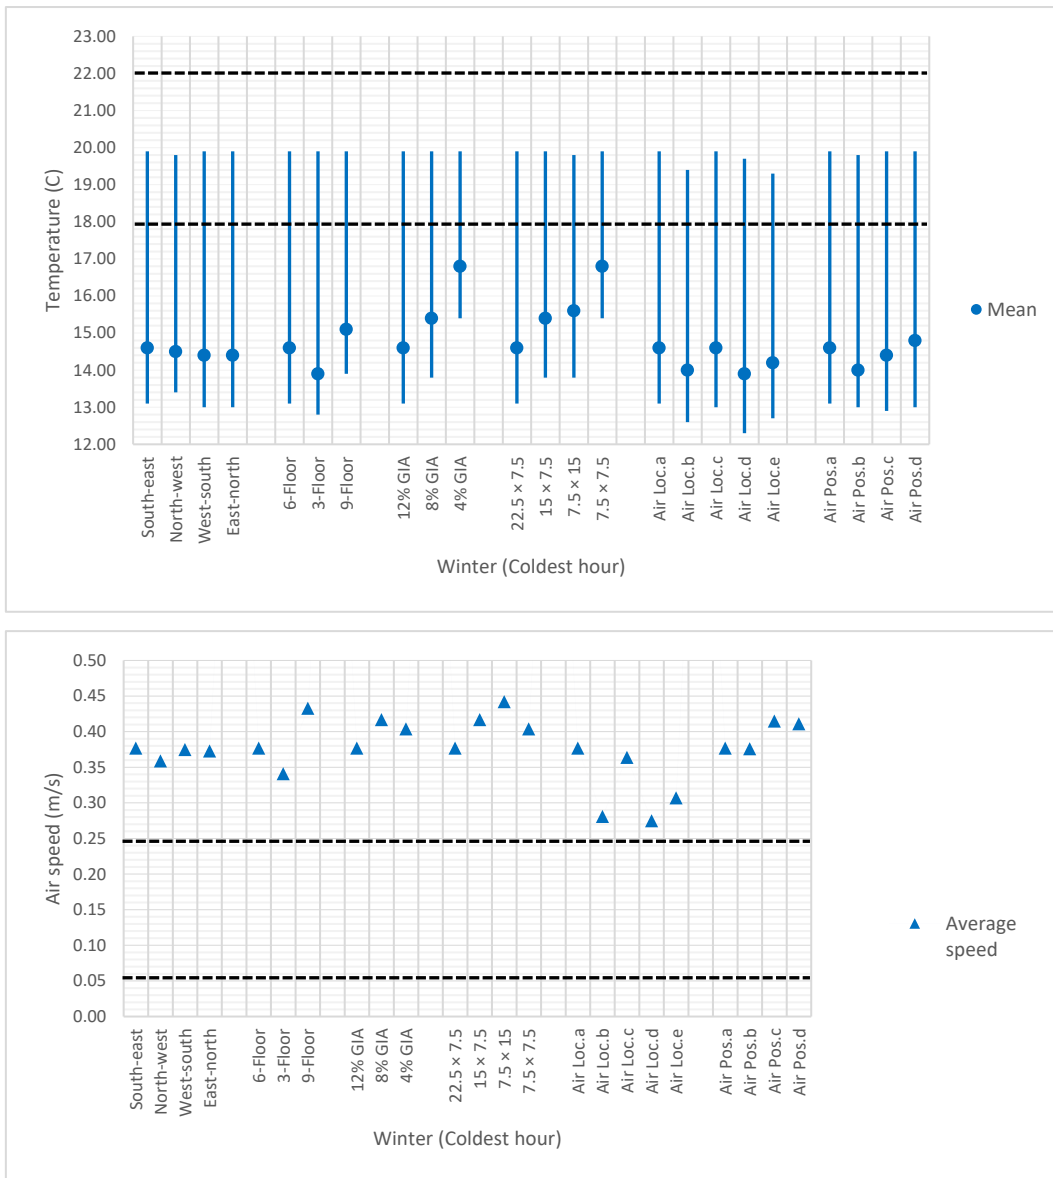 23.00
22.00
21.00
20.00
19.00
18.00
17.00
16.00
15.00
14.00
13.00
12.00
Temperature (C)
South-east
North-west
West-south
East-north
6-Floor
3-Floor
9-Floor
12% GIA
8% GIA
4% GIA
22.5 × 7.5
15 × 7.5
7.5 × 15
7.5 × 7.5
Air Loc.a
Air Loc.b
Air Loc.c
Air Loc.d
Air Loc.e
Air Pos.a
Air Pos.b
Air Pos.c
Air Pos.d
Winter (Coldest hour)
Mean
0.50
0.45
0.40
0.35
0.30
0.25
0.20
0.15
0.10
0.05
0.00
Air speed (m/s)
South-east
North-west
West-south
East-north
6-Floor
3-Floor
9-Floor
12% GIA
8% GIA
4% GIA
22.5 × 7.5
15 × 7.5
7.5 × 15
7.5 × 7.5
Air Loc.a
Air Loc.b
Air Loc.c
Air Loc.d
Air Loc.e
Air Pos.a
Air Pos.b
Air Pos.c
Air Pos.d
Winter (Coldest hour)
Average
speed